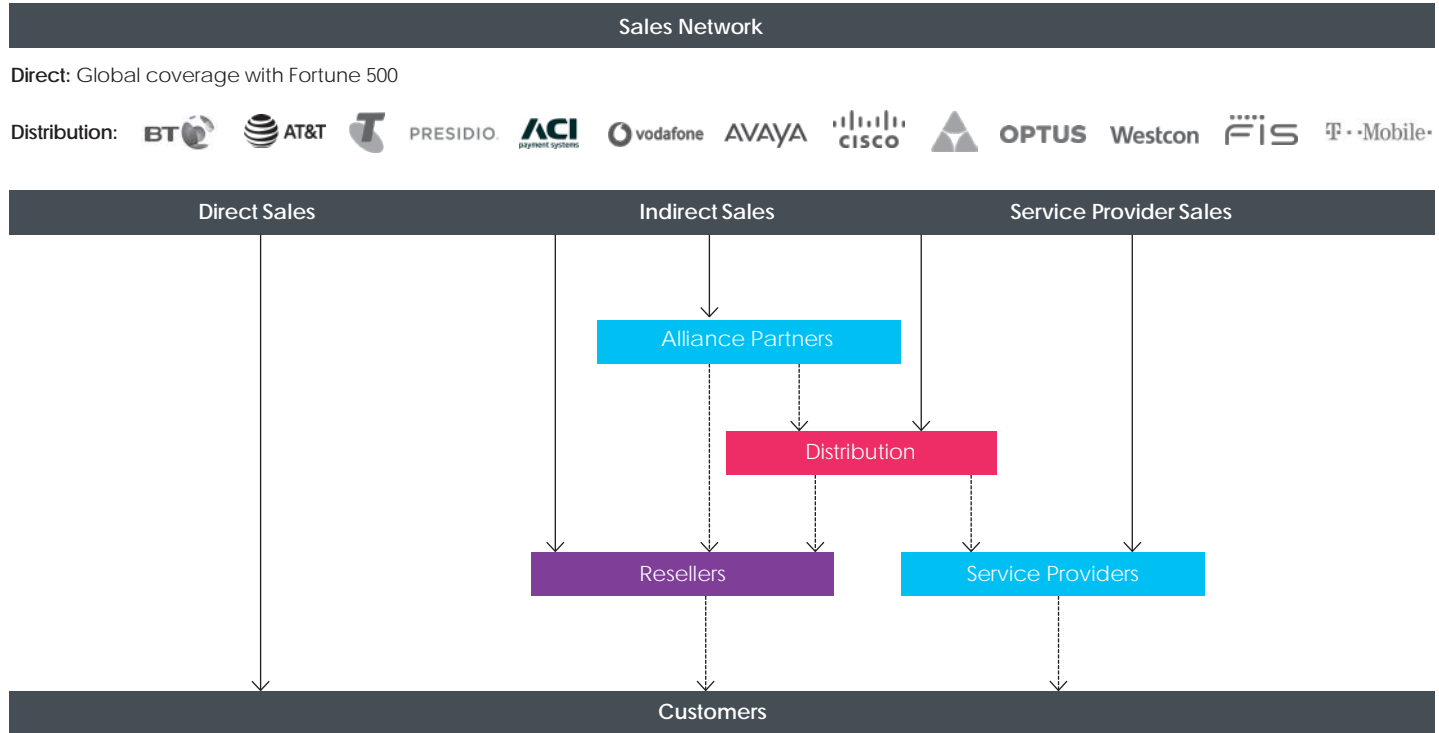 Sales Network
Direct: Global coverage with Fortune 500
Distribution: BT AT&T T PRESIDIO. ACI payment systems vodafone AVAYA CISCO OPTUS Westcon FIS T··Mobile·
Direct Sales Indirect Sales Service Provider Sales
Alliance Partners
Distribution
Resellers Service Providers
Customers